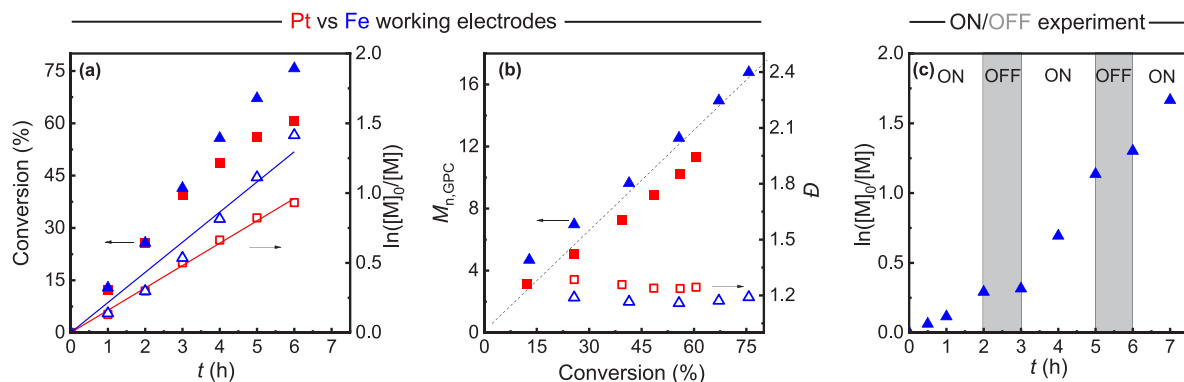 Pt vs Fe working electrodes
ON/OFF experiment
(a)
Conversion (%)
75
60
45
30
15
0
2.0
1.5
1.0
0.5
0.0
ln([M]0/[M])
0 1 2 3 4 5 6 7
t (h)
(b)
Mn,GPC
16
12
8
4
0
2.4
2.1
1.8
1.5
1.2
Đ
0 15 30 45 60 75
Conversion (%)
(c)
ON OFF ON OFF ON
ln([M]0/[M])
2.0
1.5
1.0
0.5
0.0
0 1 2 3 4 5 6 7
t (h)